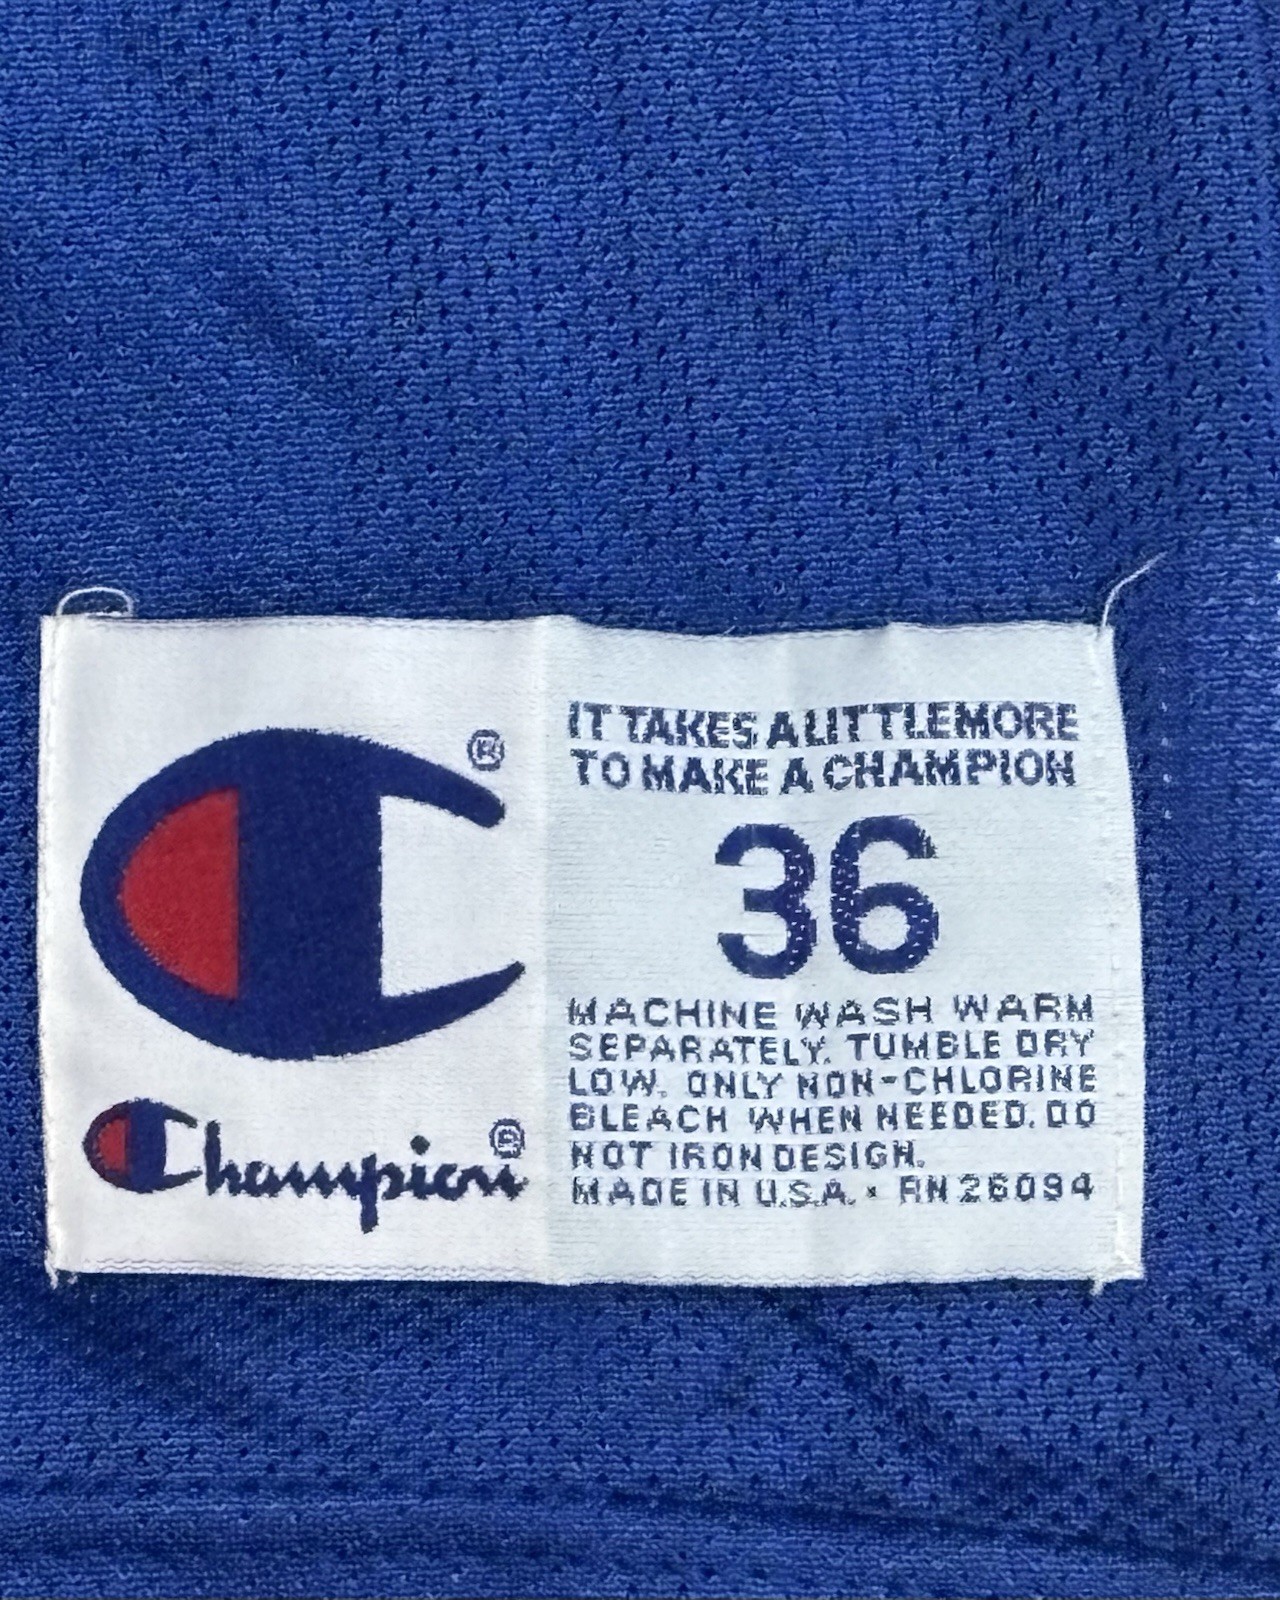 ®
Champion®
IT TAKES A LITTLE MORE
TO MAKE A CHAMPION
36
MACHINE WASH WARM
SEPARATELY. TUMBLE DRY
LOW. ONLY NON-CHLORINE
BLEACH WHEN NEEDED. DO
NOT IRON DESIGN.
MADE IN U.S.A. • RN 26094